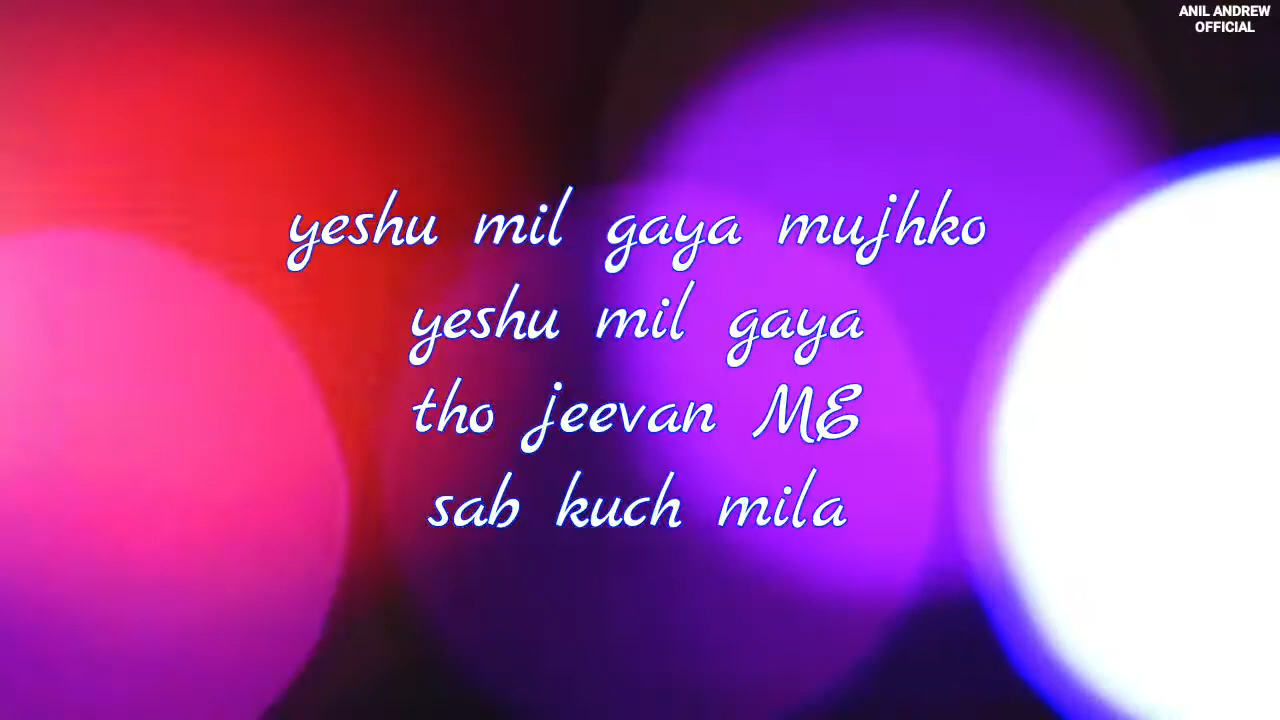 ANIL ANDREW
OFFICIAL
yeshu mil gaya mujhko
yeshu mil gaya
tho jeevan ME
sab kuch mila